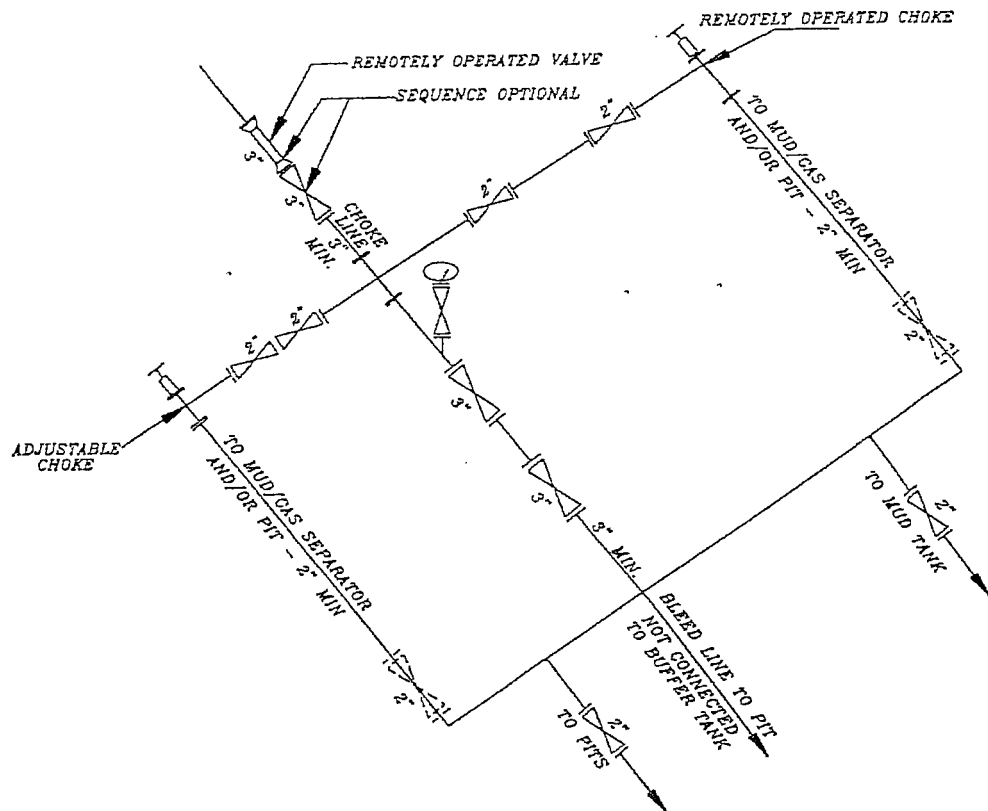 REMOTELY OPERATED CHOKE
REMOTELY OPERATED VALVE
SEQUENCE OPTIONAL
3"
3"
CHOKE
LINE
3"
MIN.
2"
2"
TO MUD/GAS SEPARATOR
AND/OR PIT - 2" MIN
2"
2"
2"
3"
ADJUSTABLE
CHOKE
TO MUD/GAS SEPARATOR
AND/OR PIT - 2" MIN
3"
3" MIN.
2"
TO MUD TANK
2"
BLEED LINE TO PIT
NOT CONNECTED
TO BUFFER TANK
2"
TO PITS